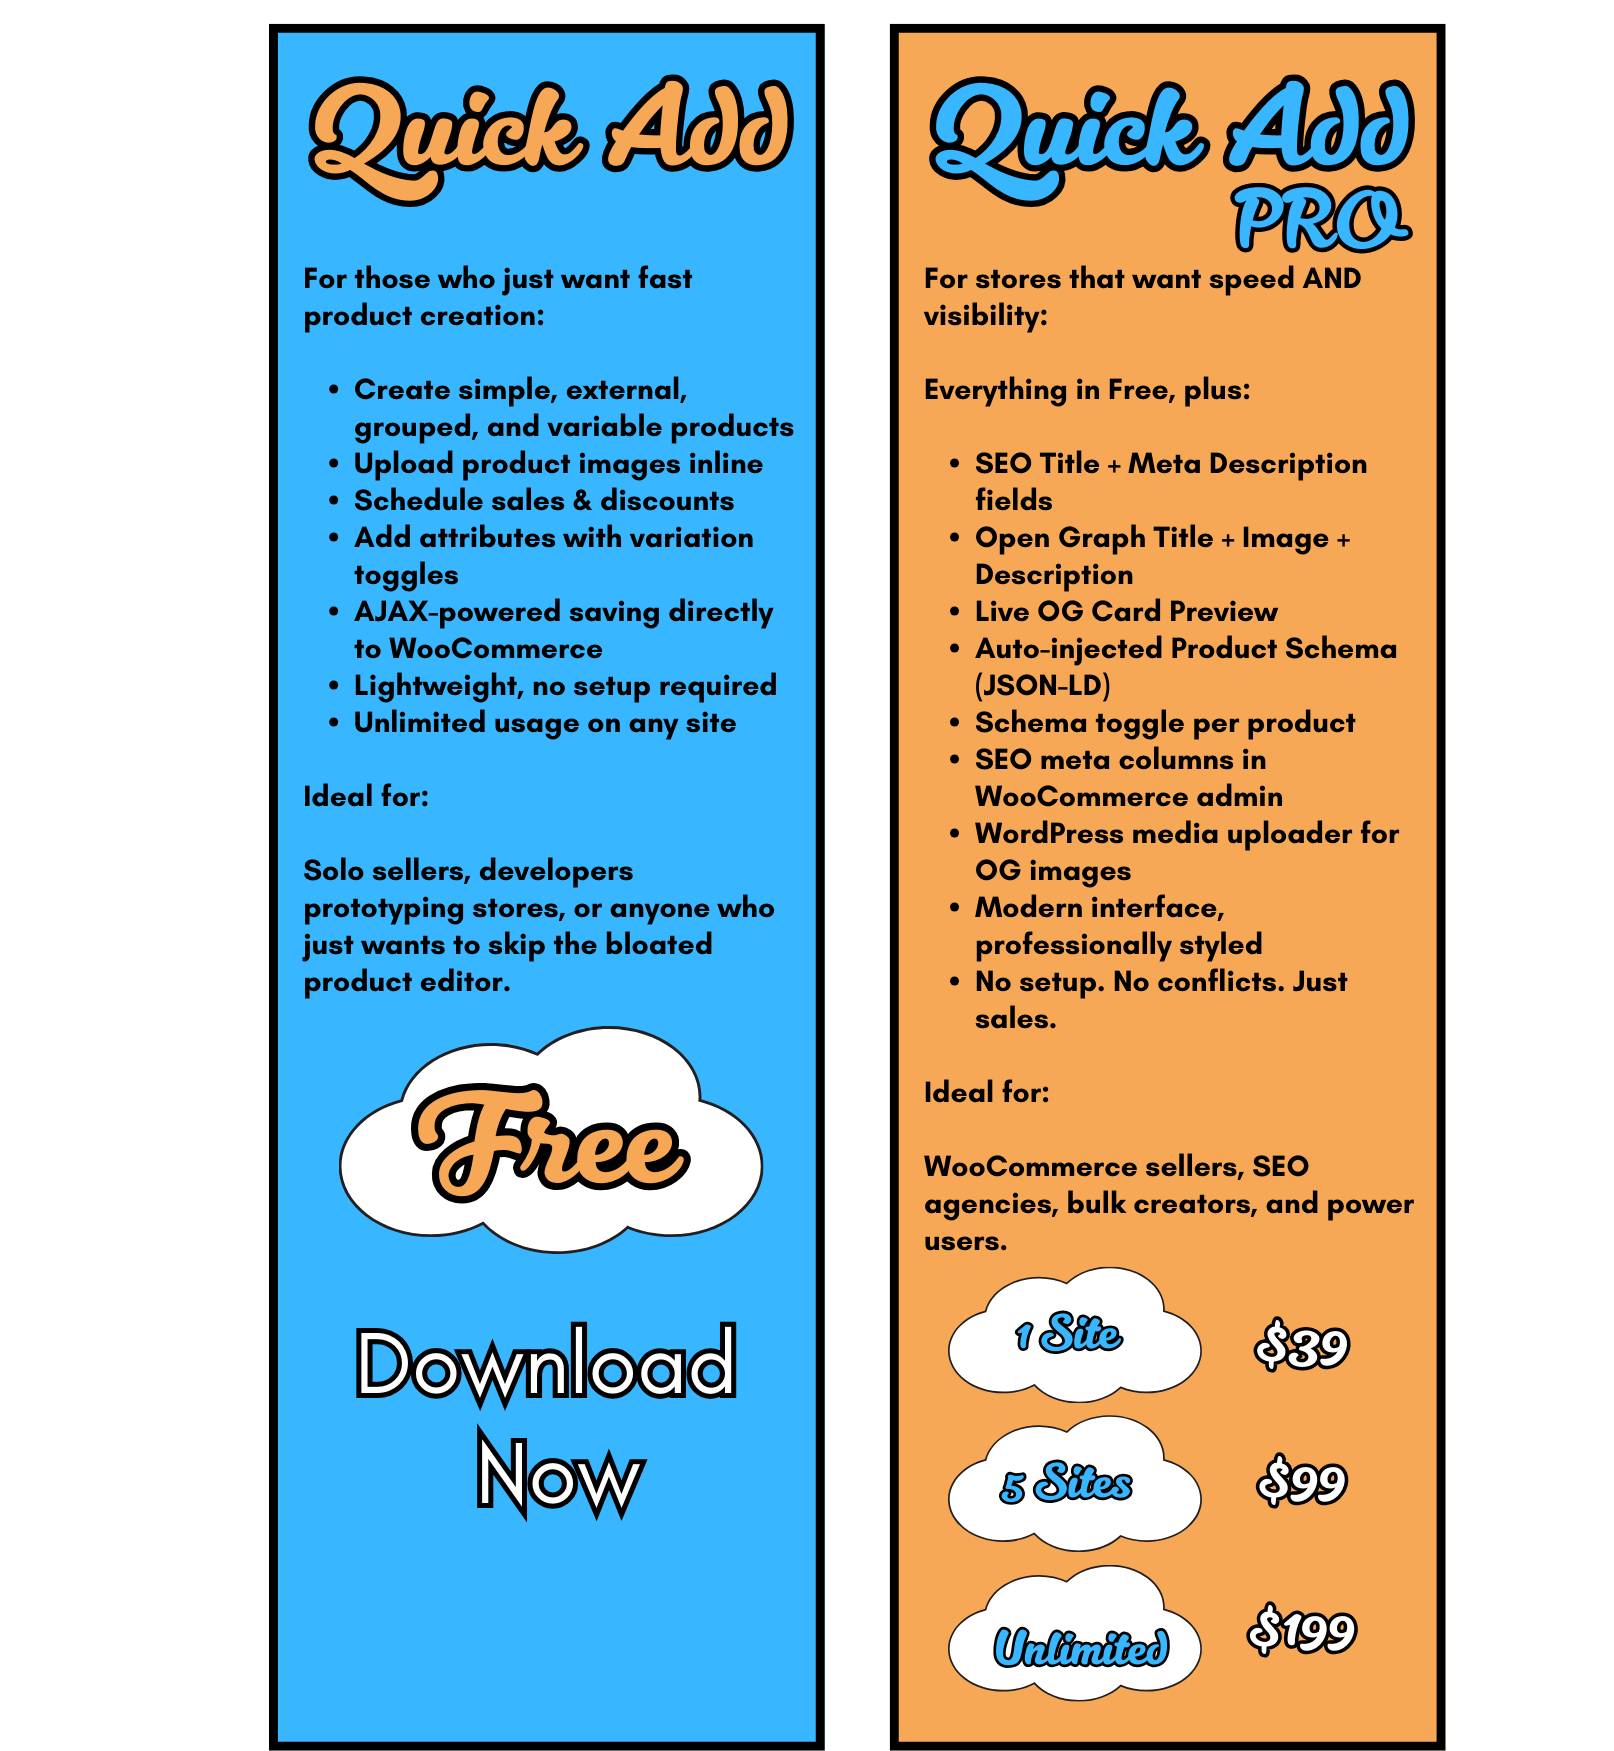 Quick Add
For those who just want fast
product creation:
• Create simple, external,
grouped, and variable products
• Upload product images inline
• Schedule sales & discounts
• Add attributes with variation
toggles
• AJAX-powered saving directly
to WooCommerce
• Lightweight, no setup required
• Unlimited usage on any site
Ideal for:
Solo sellers, developers
prototyping stores, or anyone who
just wants to skip the bloated
product editor.
Free
Download
Now
Quick Add
PRO
For stores that want speed AND
visibility:
Everything in Free, plus:
• SEO Title + Meta Description
fields
• Open Graph Title + Image +
Description
• Live OG Card Preview
• Auto-injected Product Schema
(JSON-LD)
• Schema toggle per product
• SEO meta columns in
WooCommerce admin
• WordPress media uploader for
OG images
• Modern interface,
professionally styled
• No setup. No conflicts. Just
sales.
Ideal for:
WooCommerce sellers, SEO
agencies, bulk creators, and power
users.
1 Site $39
5 Sites $99
Unlimited $199